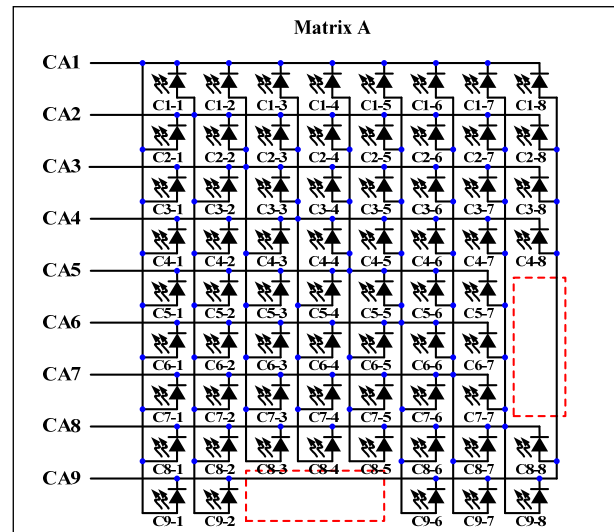 Matrix A
CA1
C1-1 C1-2 C1-3 C1-4 C1-5 C1-6 C1-7 C1-8
CA2
C2-1 C2-2 C2-3 C2-4 C2-5 C2-6 C2-7 C2-8
CA3
C3-1 C3-2 C3-3 C3-4 C3-5 C3-6 C3-7 C3-8
CA4
C4-1 C4-2 C4-3 C4-4 C4-5 C4-6 C4-7 C4-8
CA5
C5-1 C5-2 C5-3 C5-4 C5-5 C5-6 C5-7
CA6
C6-1 C6-2 C6-3 C6-4 C6-5 C6-6 C6-7
CA7
C7-1 C7-2 C7-3 C7-4 C7-5 C7-6 C7-7
CA8
C8-1 C8-2 C8-3 C8-4 C8-5 C8-6 C8-7 C8-8
CA9
C9-1 C9-2 C9-6 C9-7 C9-8